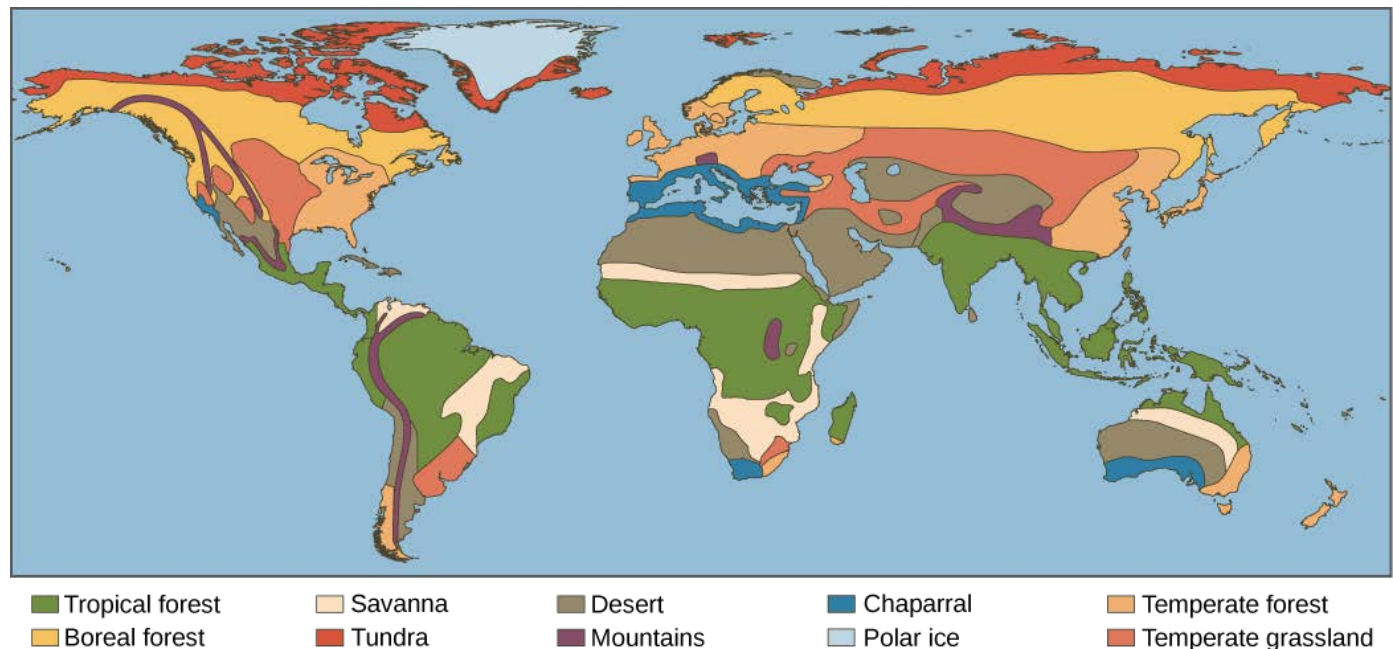 Tropical forest Savanna Desert Chaparral Temperate forest
Boreal forest Tundra Mountains Polar ice Temperate grassland